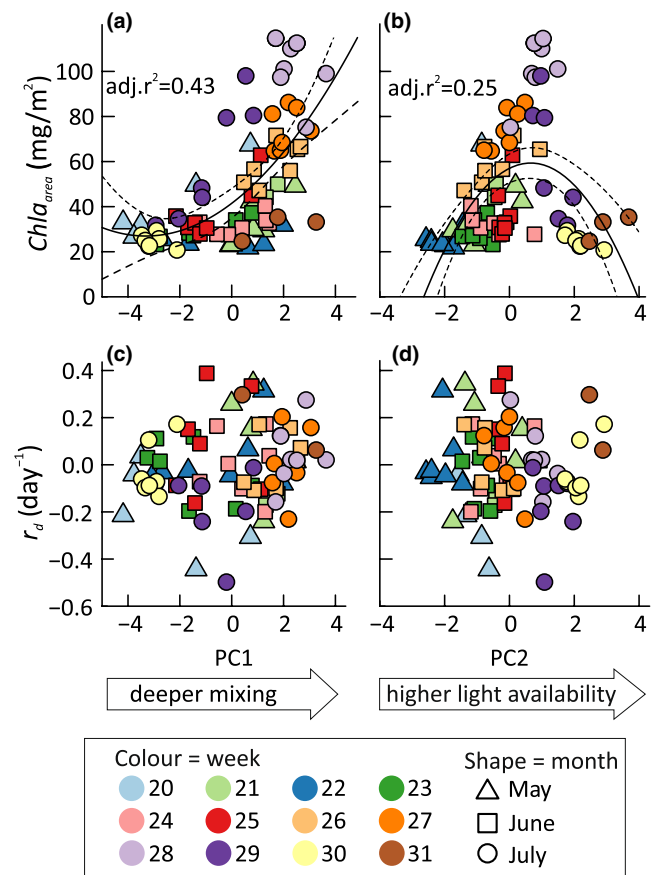 (a)
(b)
adj.r²=0.43
adj.r²=0.25
Chla area (mg/m²)
100
80
60
40
20
0
−4 −2 0 2 4
−4 −2 0 2 4
(c)
(d)
r d (day⁻¹)
0.4
0.2
0.0
−0.2
−0.4
−0.6
−4 −2 0 2 4
−4 −2 0 2 4
PC1
PC2
deeper mixing
higher light availability
Colour = week
Shape = month
20 21 22 23
May
24 25 26 27
June
28 29 30 31
July